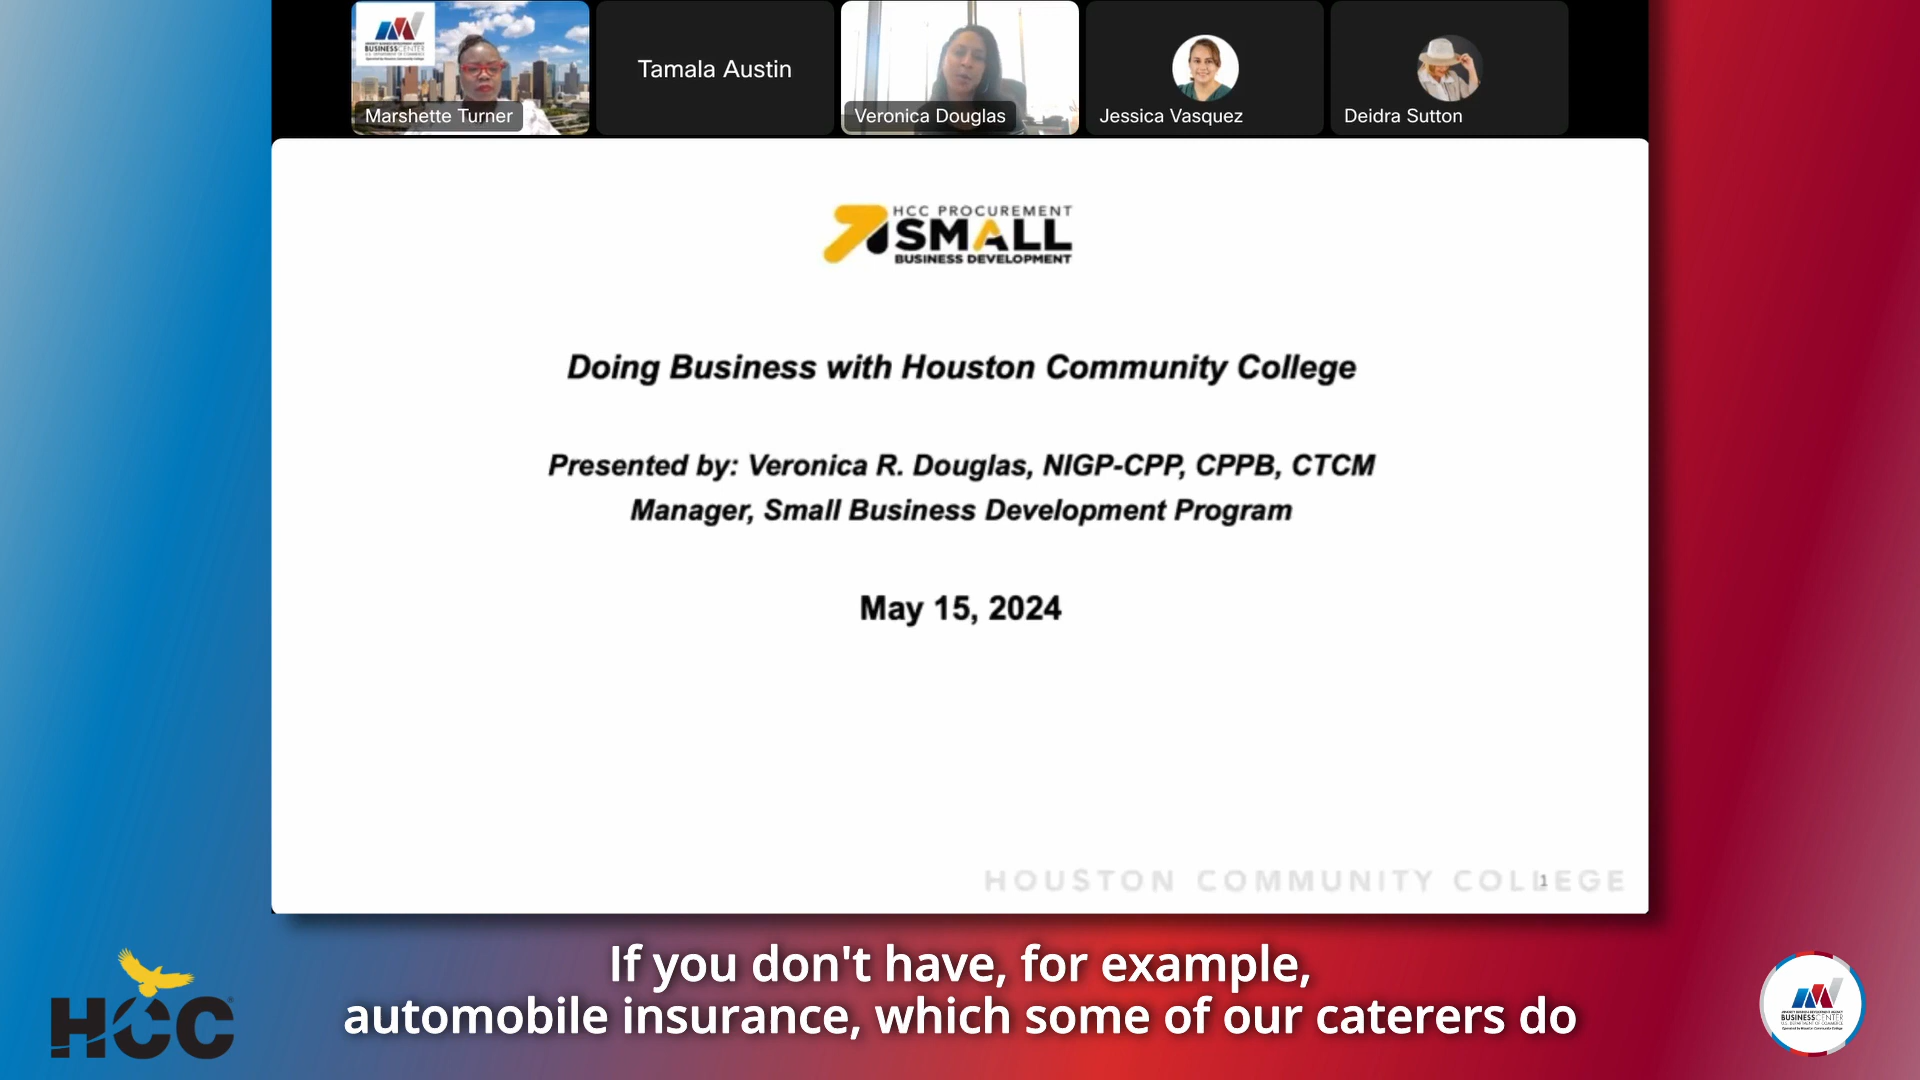 BUSINESSCENTER
Marshette Turner
Tamala Austin
Veronica Douglas
Jessica Vasquez
Deidra Sutton
HCC PROCUREMENT
SMALL
BUSINESS DEVELOPMENT
Doing Business with Houston Community College
Presented by: Veronica R. Douglas, NIGP-CPP, CPPB, CTCM
Manager, Small Business Development Program
May 15, 2024
HOUSTON COMMUNITY COLLEGE
1
If you don't have, for example,
automobile insurance, which some of our caterers do
HCC
BUSINESSCENTER